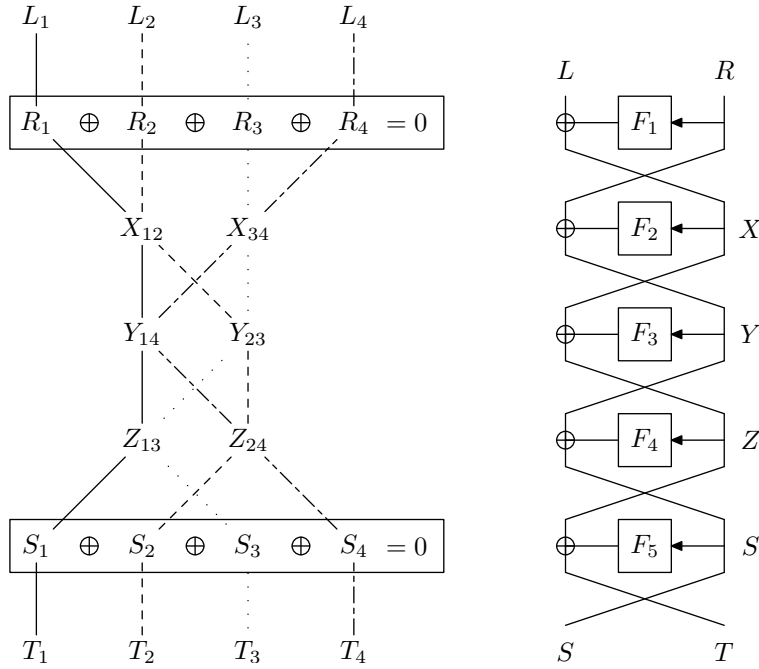 L₁ L₂ L₃ L₄
R₁ ⊕ R₂ ⊕ R₃ ⊕ R₄ = 0
X₁₂ X₃₄
Y₁₄ Y₂₃
Z₁₃ Z₂₄
S₁ ⊕ S₂ ⊕ S₃ ⊕ S₄ = 0
T₁ T₂ T₃ T₄
L R
F₁
F₂ X
F₃ Y
F₄ Z
F₅ S
S T